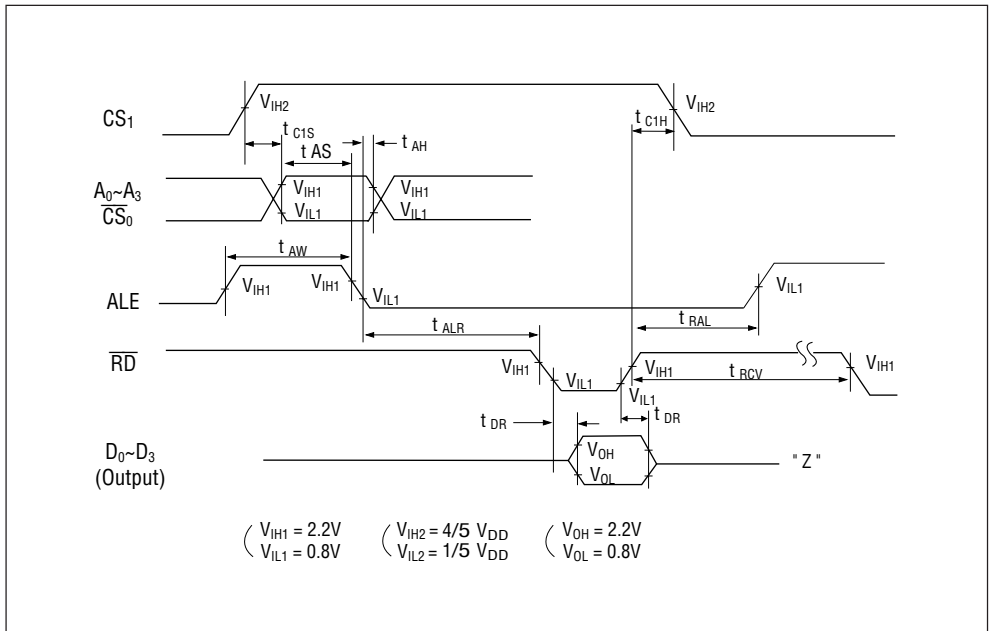 CS1
VIH2
VIH2
t C1S
t C1H
t AS
t AH
A0~A3
CS0
VIH1
VIL1
VIH1
VIL1
t AW
ALE
VIH1
VIH1
VIL1
VIL1
t ALR
t RAL
RD
VIH1
VIL1
VIH1
VIL1
t RCV
VIH1
t DR
t DR
D0~D3
(Output)
VOH
VOL
" Z "
VIH1 = 2.2V
VIL1 = 0.8V
VIH2 = 4/5 VDD
VIL2 = 1/5 VDD
VOH = 2.2V
VOL = 0.8V